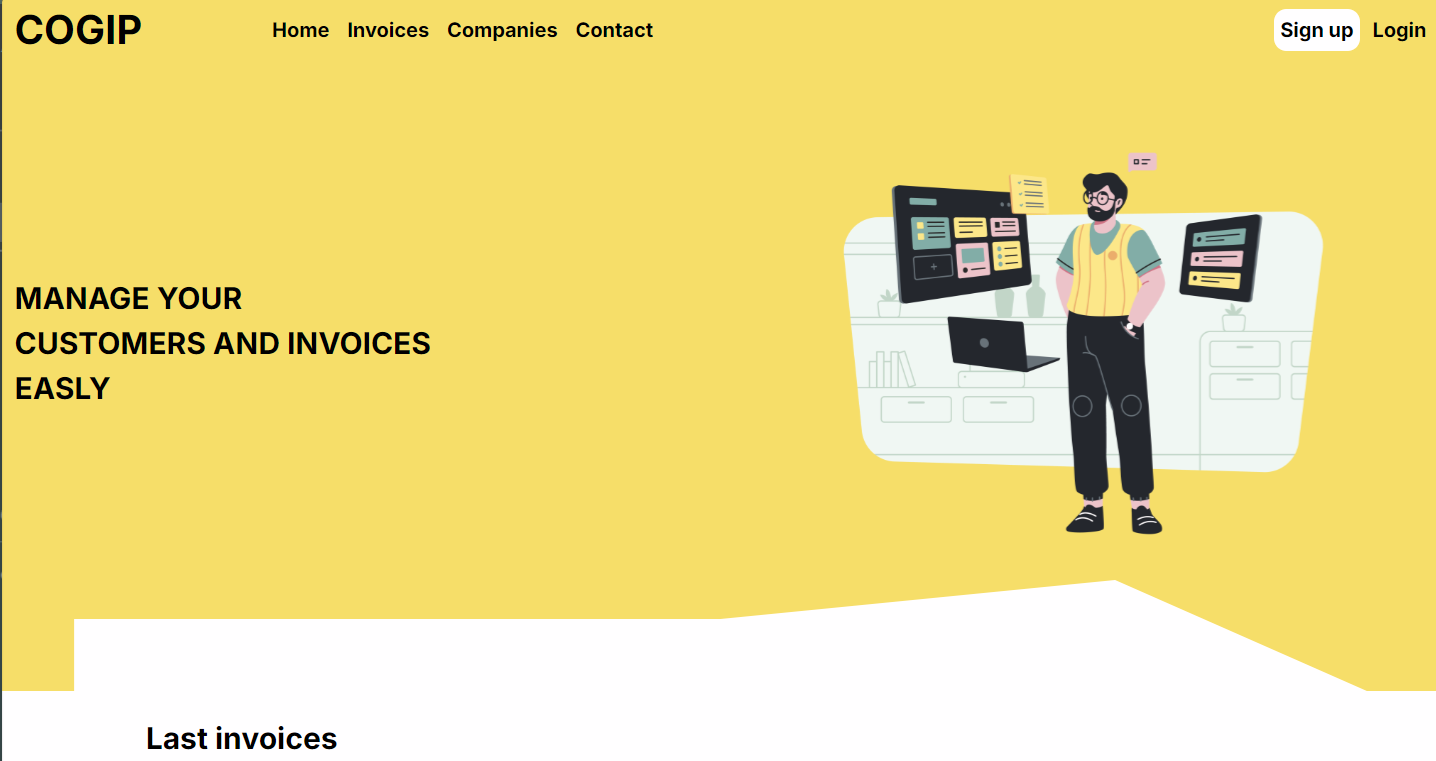 COGIP
Home Invoices Companies Contact
Sign up Login
MANAGE YOUR
CUSTOMERS AND INVOICES
EASLY
Last invoices